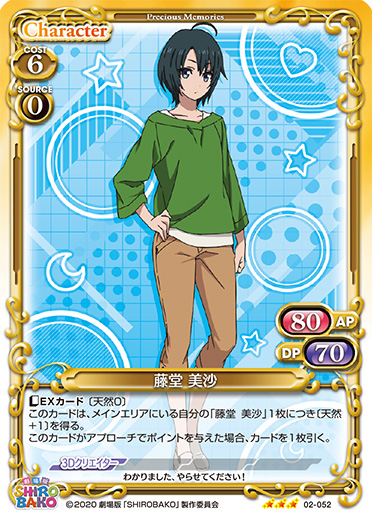 Precious Memories
Character
COST
6
SOURCE
0
80 AP
DP 70
藤堂 美沙
EXカード [天然0]
このカードは、メインエリアにいる自分の「藤堂 美沙」1枚につき[天然
+1]を得る。
このカードがアプローチでポイントを与えた場合、カードを1枚引く。
3Dクリエイター
わかりました、やらせてください!
劇場版
SHIRO
BAKO
©2020 劇場版「SHIROBAKO」製作委員会
02-052